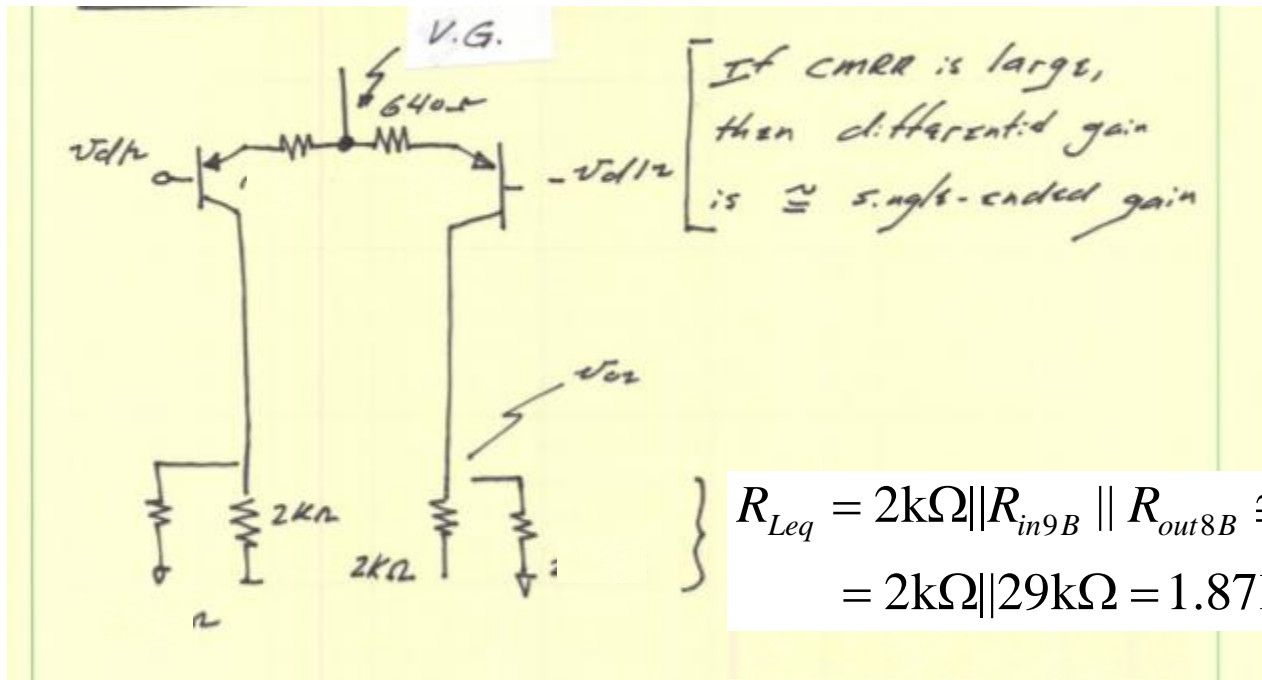 V.G.
640Ω
vd/2
- vd/2
If CMRR is large,
then differential gain
is ≅ single-ended gain
vo2
2KΩ
2KΩ
R_Leq = 2kΩ||R_in9B || R_out8B ≅
= 2kΩ||29kΩ = 1.87